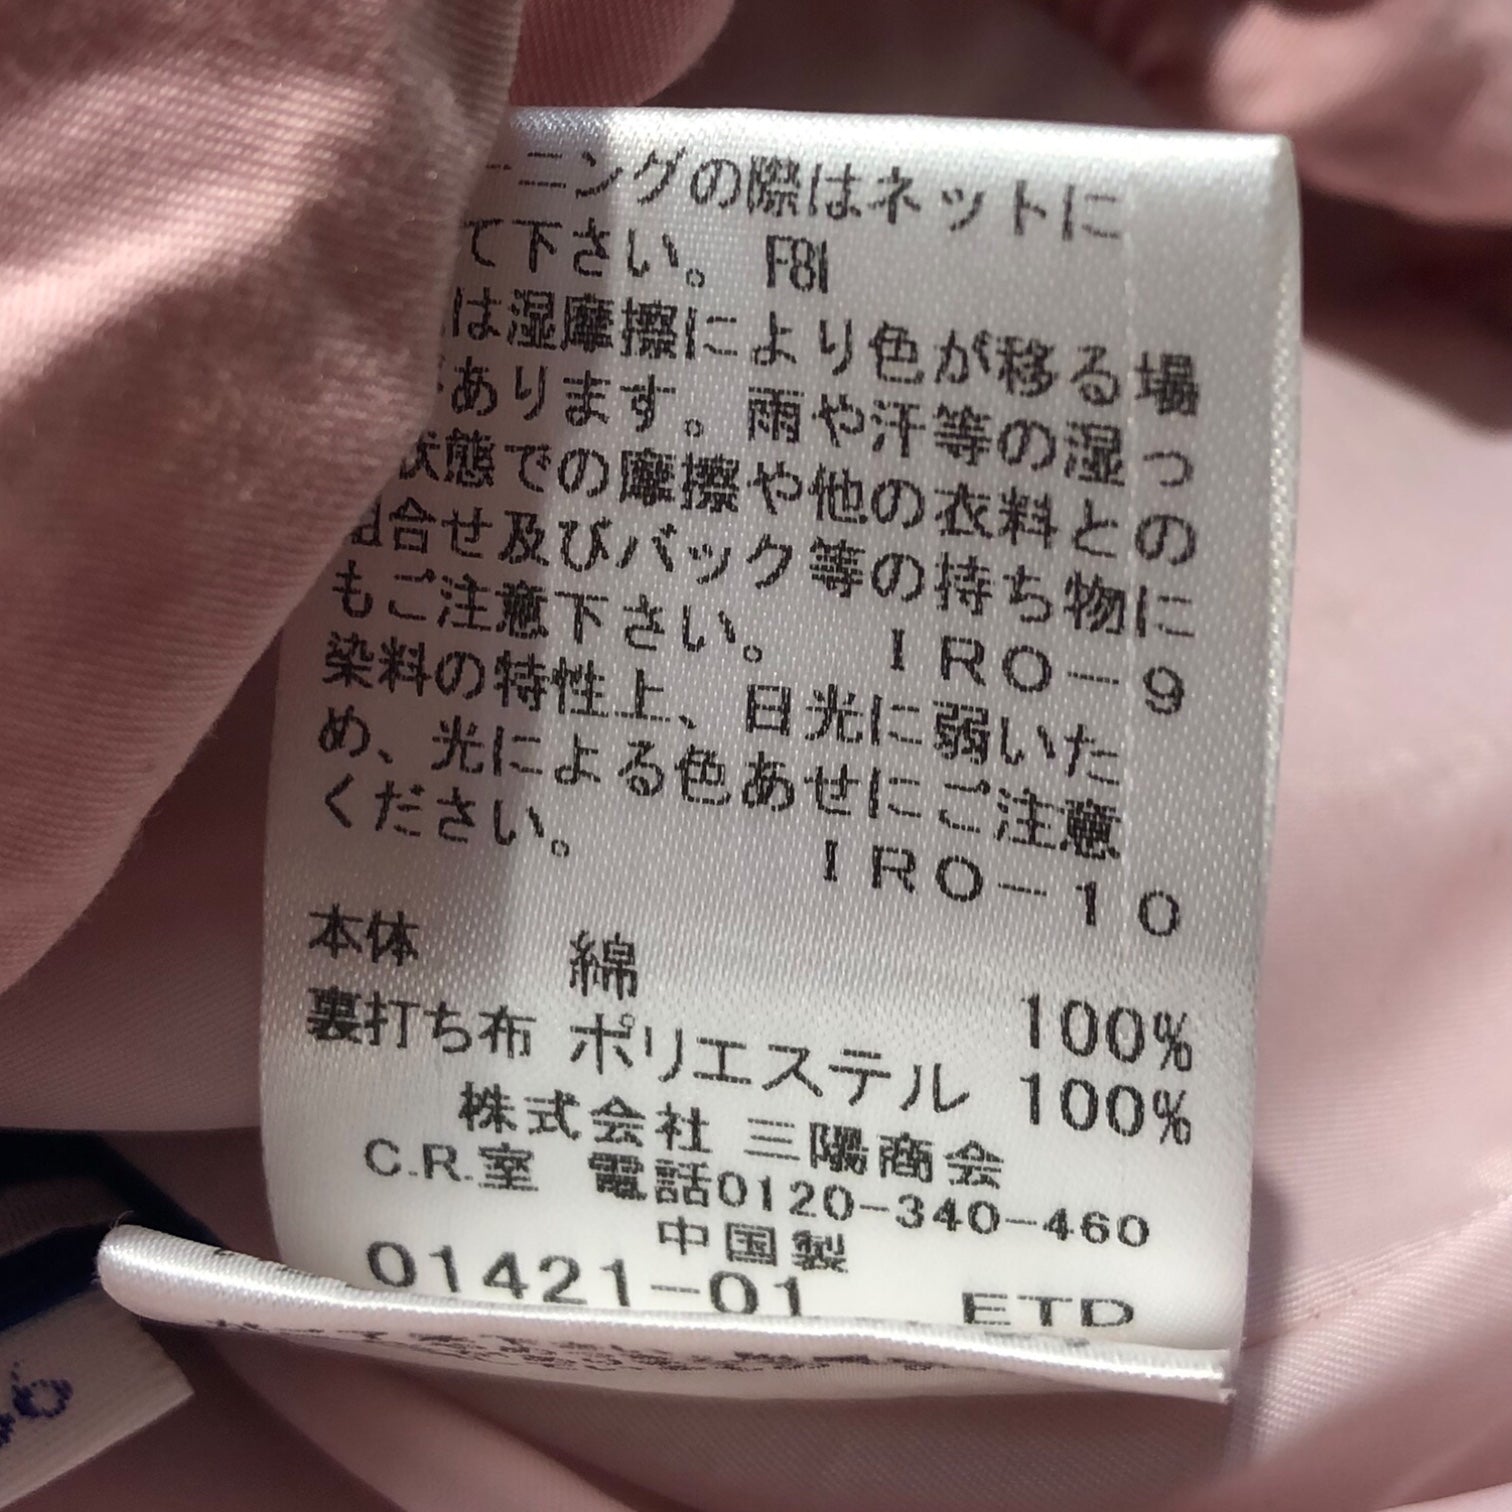 ーニングの際はネットに
て下さい。 F81
は湿摩擦により色が移る場
があります。雨や汗等の湿っ
状態での摩擦や他の衣料との
組合せ及びバック等の持ち物に
もご注意下さい。 IRO-9
染料の特性上、日光に弱いた
め、光による色あせにご注意
ください。 IRO-10
本体 綿 100%
裏打ち布 ポリエステル 100%
株式会社 三陽商会
C.R.室 電話0120-340-460
中国製
01421-01 ETD